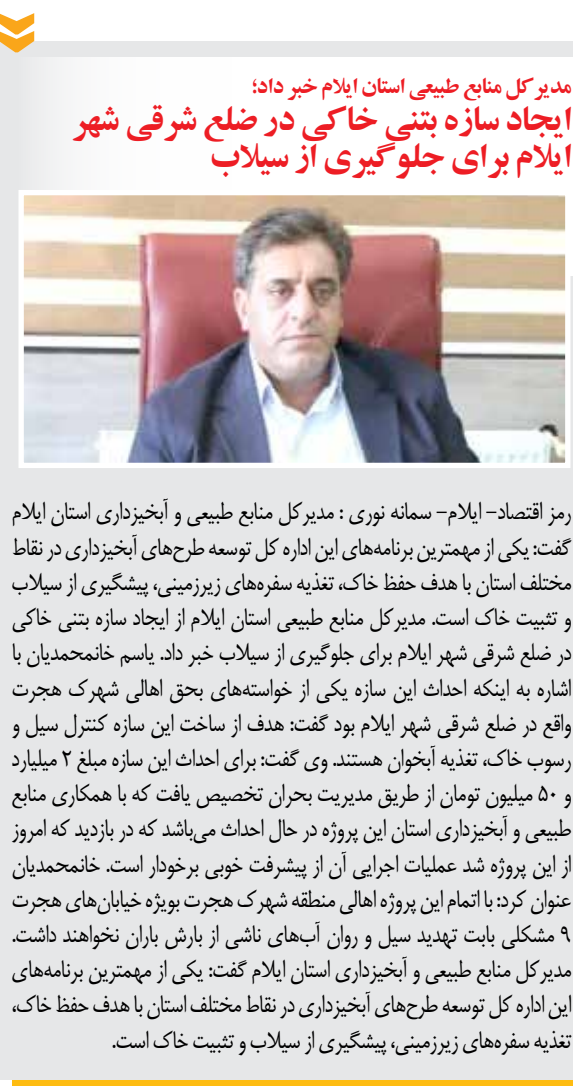 مدیر کل منابع طبیعی استان ایلام خبر داد؛
ایجاد سازه بتنی خاکی در ضلع شرقی شهر
ایلام برای جلوگیری از سیلاب
رمز اقتصاد- ایلام- سمانه نوری : مدیرکل منابع طبیعی و آبخیزداری استان ایلام
گفت: یکی از مهمترین برنامه‌های این اداره کل توسعه طرح‌های آبخیزداری در نقاط
مختلف استان با هدف حفظ خاک، تغذیه سفره‌های زیرزمینی، پیشگیری از سیلاب
و تثبیت خاک است. مدیرکل منابع طبیعی استان ایلام از ایجاد سازه بتنی خاکی
در ضلع شرقی شهر ایلام برای جلوگیری از سیلاب خبر داد. یاسم خانمحمدیان با
اشاره به اینکه احداث این سازه یکی از خواسته‌های بحق اهالی شهرک هجرت
واقع در ضلع شرقی شهر ایلام بود گفت: هدف از ساخت این سازه کنترل سیل و
رسوب خاک، تغذیه آبخوان هستند. وی گفت: برای احداث این سازه مبلغ ۲ میلیارد
و ۵۰ میلیون تومان از طریق مدیریت بحران تخصیص یافت که با همکاری منابع
طبیعی و آبخیزداری استان این پروژه در حال احداث می‌باشد که در بازدید که امروز
از این پروژه شد عملیات اجرایی آن از پیشرفت خوبی برخودار است. خانمحمدیان
عنوان کرد: با اتمام این پروژه اهالی منطقه شهرک هجرت بویژه خیابان‌های هجرت
۹ مشکلی بابت تهدید سیل و روان آب‌های ناشی از بارش باران نخواهند داشت.
مدیرکل منابع طبیعی و آبخیزداری استان ایلام گفت: یکی از مهمترین برنامه‌های
این اداره کل توسعه طرح‌های آبخیزداری در نقاط مختلف استان با هدف حفظ خاک،
تغذیه سفره‌های زیرزمینی، پیشگیری از سیلاب و تثبیت خاک است.